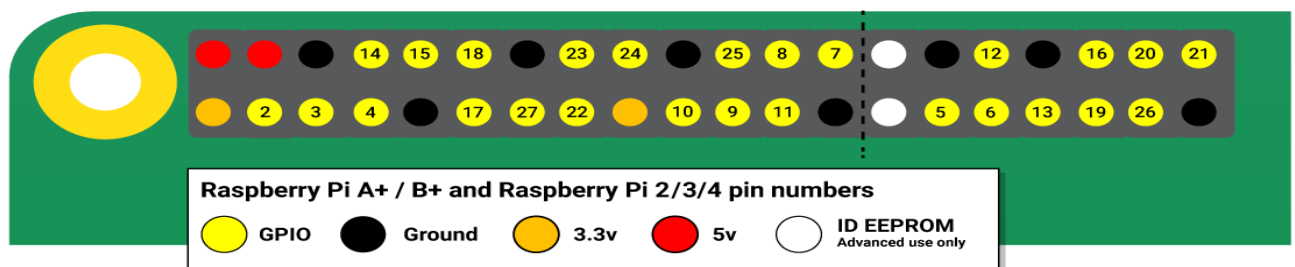 14 15 18 23 24 25 8 7 12 16 20 21
2 3 4 17 27 22 10 9 11 5 6 13 19 26
Raspberry Pi A+ / B+ and Raspberry Pi 2/3/4 pin numbers
GPIO Ground 3.3v 5v ID EEPROM
Advanced use only